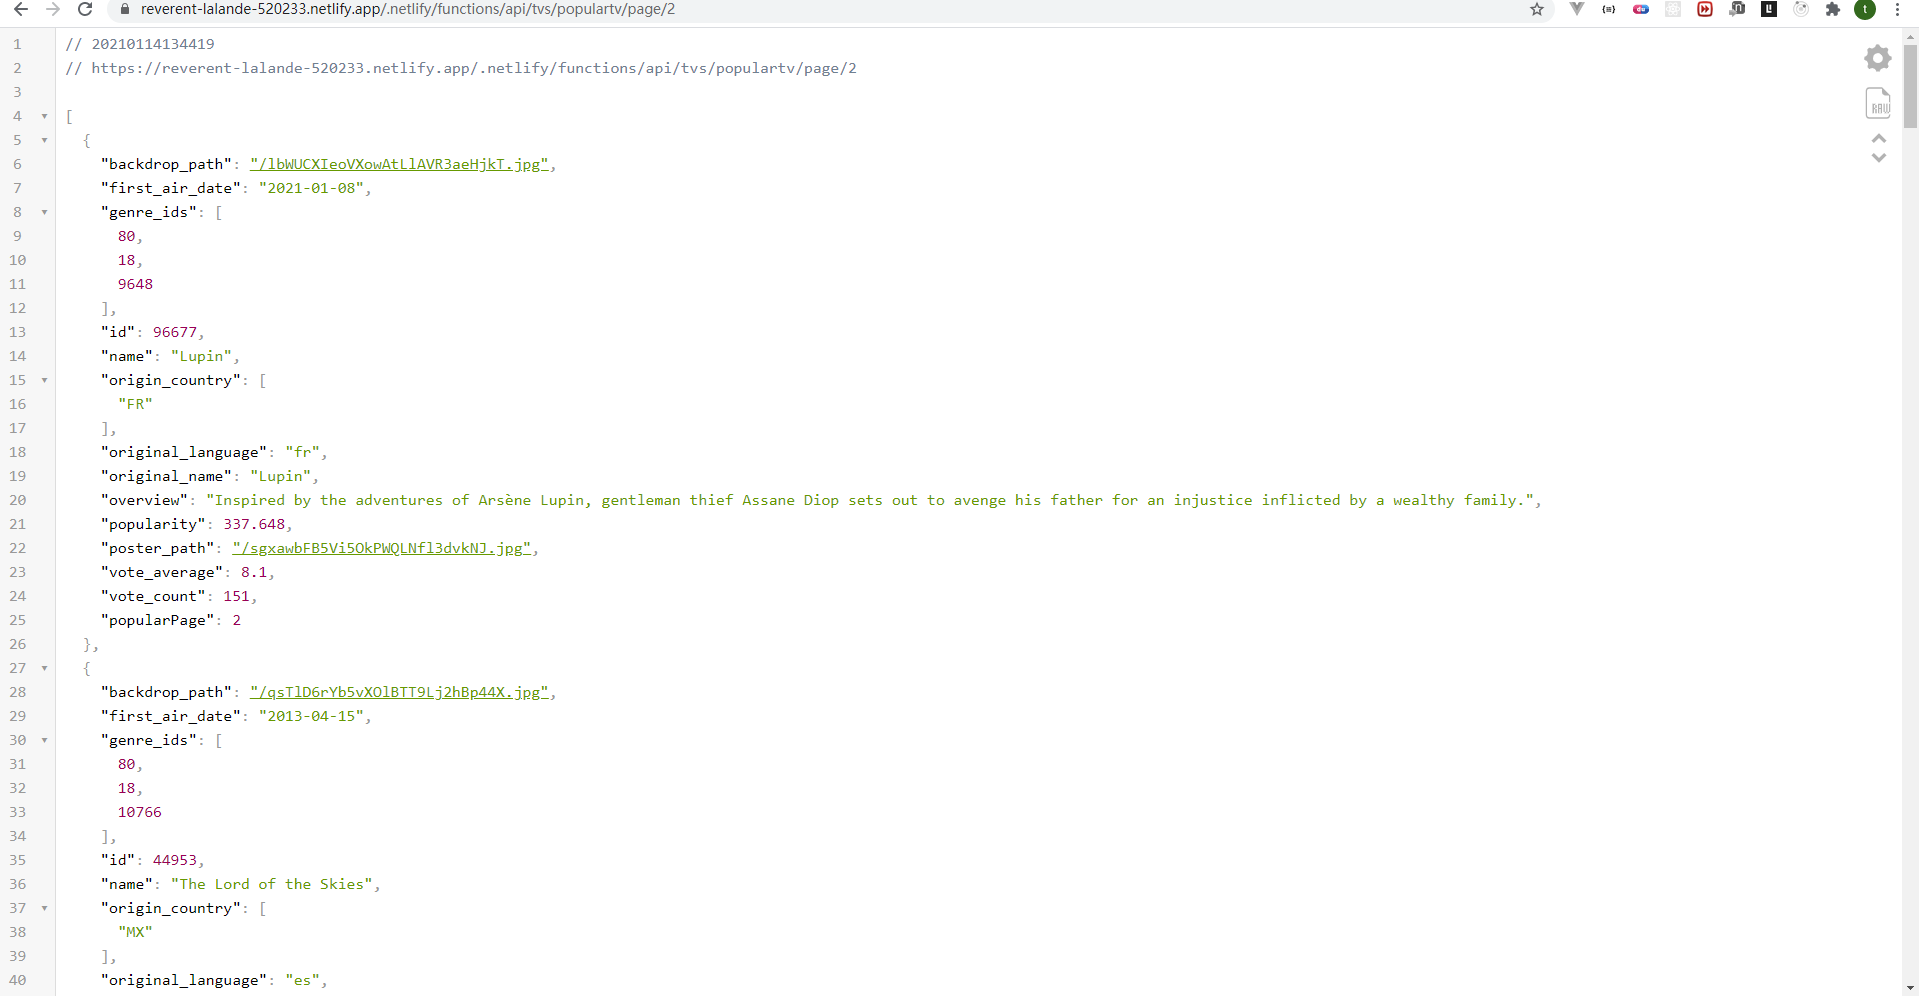 reverent-lalande-520233.netlify.app/.netlify/functions/api/tvs/populartv/page/2
1 // 20210114134419
2 // https://reverent-lalande-520233.netlify.app/.netlify/functions/api/tvs/populartv/page/2
3
4 [
5 {
6 "backdrop_path": "/lbWUCXIeoVXowAtLlAVR3aeHjkT.jpg",
7 "first_air_date": "2021-01-08",
8 "genre_ids": [
9 80,
10 18,
11 9648
12 ],
13 "id": 96677,
14 "name": "Lupin",
15 "origin_country": [
16 "FR"
17 ],
18 "original_language": "fr",
19 "original_name": "Lupin",
20 "overview": "Inspired by the adventures of Arsène Lupin, gentleman thief Assane Diop sets out to avenge his father for an injustice inflicted by a wealthy family.",
21 "popularity": 337.648,
22 "poster_path": "/sgxawbFB5Vi5OkPWQLNfl3dvkNJ.jpg",
23 "vote_average": 8.1,
24 "vote_count": 151,
25 "popularPage": 2
26 },
27 {
28 "backdrop_path": "/qsTlD6rYb5vXOlBTT9Lj2hBp44X.jpg",
29 "first_air_date": "2013-04-15",
30 "genre_ids": [
31 80,
32 18,
33 10766
34 ],
35 "id": 44953,
36 "name": "The Lord of the Skies",
37 "origin_country": [
38 "MX"
39 ],
40 "original_language": "es",
RAW
t